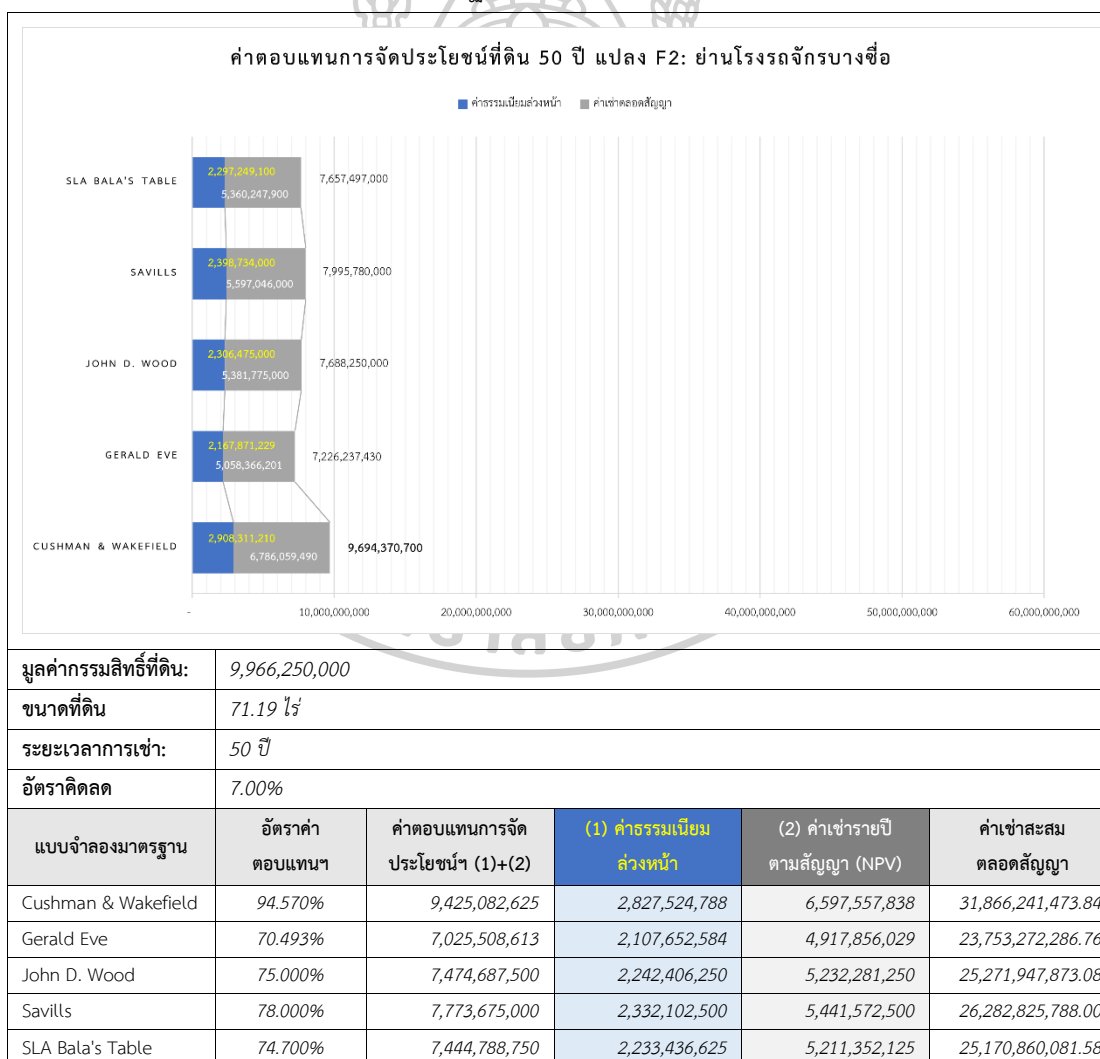 ค่าตอบแทนการจัดประโยชน์ที่ดิน 50 ปี แปลง F2: ย่านโรงรถจักรบางซื่อ
ค่าธรรมเนียมล่วงหน้า ค่าเช่าตลอดสัญญา
SLA BALA'S TABLE 2,297,249,100 5,360,247,900 7,657,497,000
SAVILLS 2,398,734,000 5,597,046,000 7,995,780,000
JOHN D. WOOD 2,306,475,000 5,381,775,000 7,688,250,000
GERALD EVE 2,167,871,229 5,058,366,201 7,226,237,430
CUSHMAN & WAKEFIELD 2,908,311,210 6,786,059,490 9,694,370,700
- 10,000,000,000 20,000,000,000 30,000,000,000 40,000,000,000 50,000,000,000 60,000,000,000
มูลค่ากรรมสิทธิ์ที่ดิน: 9,966,250,000
ขนาดที่ดิน 71.19 ไร่
ระยะเวลาการเช่า: 50 ปี
อัตราคิดลด 7.00%
แบบจำลองมาตรฐาน อัตราค่าตอบแทนฯ ค่าตอบแทนการจัดประโยชน์ฯ (1)+(2) (1) ค่าธรรมเนียมล่วงหน้า (2) ค่าเช่ารายปีตามสัญญา (NPV) ค่าเช่าสะสมตลอดสัญญา
Cushman & Wakefield 94.570% 9,425,082,625 2,827,524,788 6,597,557,838 31,866,241,473.84
Gerald Eve 70.493% 7,025,508,613 2,107,652,584 4,917,856,029 23,753,272,286.76
John D. Wood 75.000% 7,474,687,500 2,242,406,250 5,232,281,250 25,271,947,873.08
Savills 78.000% 7,773,675,000 2,332,102,500 5,441,572,500 26,282,825,788.00
SLA Bala's Table 74.700% 7,444,788,750 2,233,436,625 5,211,352,125 25,170,860,081.58